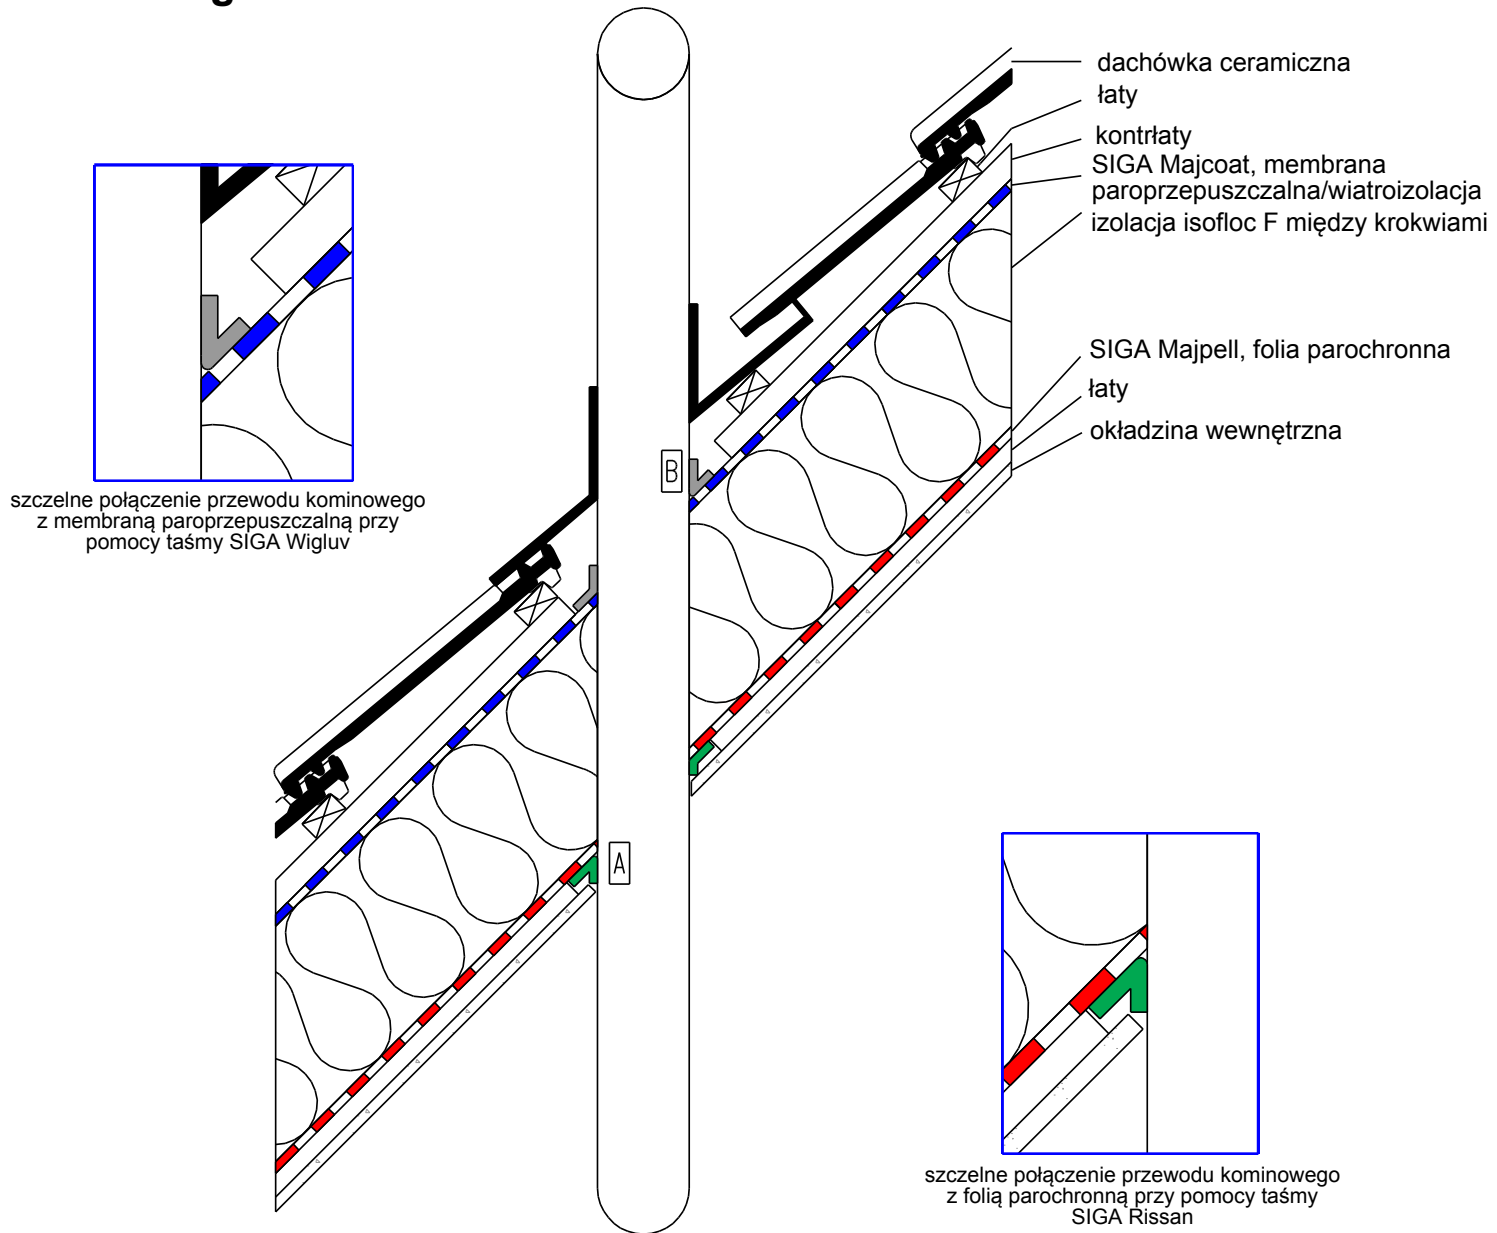 dachówka ceramiczna
łaty
kontrłaty
SIGA Majcoat, membrana
paroprzepuszczalna/wiatroizolacja
izolacja isofloc F między krokwiami
SIGA Majpell, folia parochronna
łaty
okładzina wewnętrzna
B
szczelne połączenie przewodu kominowego
z membraną paroprzepuszczalną przy
pomocy taśmy SIGA Wigluv
A
szczelne połączenie przewodu kominowego
z folią parochronną przy pomocy taśmy
SIGA Rissan